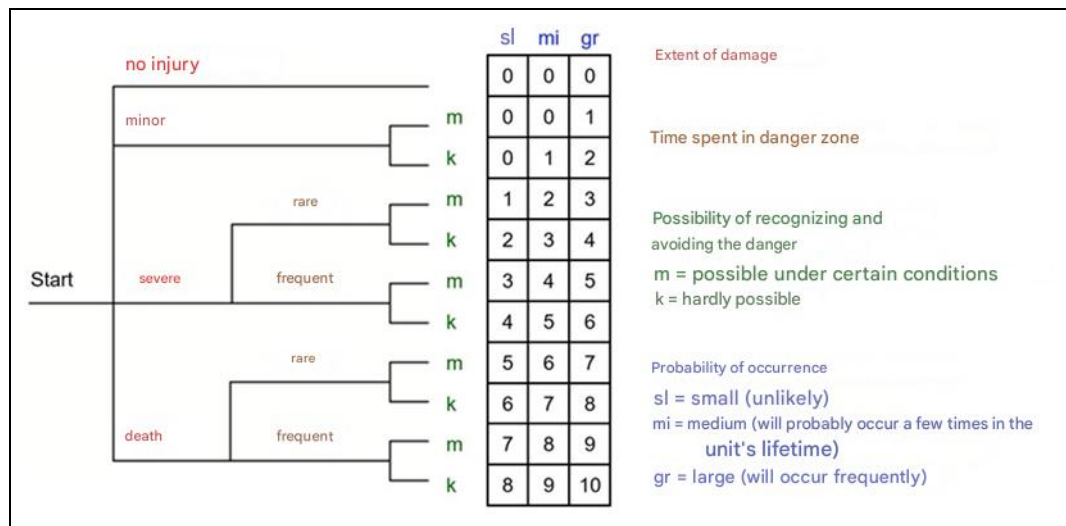 sl mi gr
no injury 0 0 0 Extent of damage
minor m 0 0 1
k 0 1 2 Time spent in danger zone
rare m 1 2 3 Possibility of recognizing and
k 2 3 4 avoiding the danger
Start severe frequent m 3 4 5 m = possible under certain conditions
k 4 5 6 k = hardly possible
rare m 5 6 7 Probability of occurrence
k 6 7 8 sl = small (unlikely)
mi = medium (will probably occur a few times in the
death frequent m 7 8 9 unit's lifetime)
k 8 9 10 gr = large (will occur frequently)